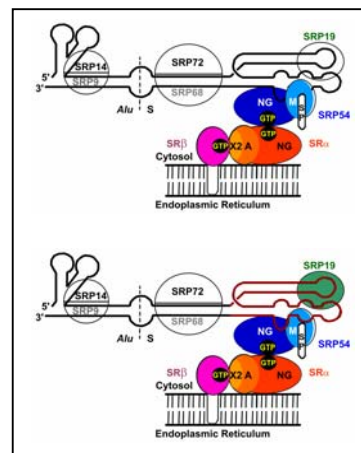 SRP19
5'
SRP14
SRP72
3'
SRP9
SRP68
Alu S
NG M
SRP54
GTP
GTP
SRβ
GTP X2 A NG SRα
Cytosol
Endoplasmic Reticulum
SRP19
5'
SRP14
SRP72
3'
SRP9
SRP68
Alu S
NG M
SRP54
GTP
GTP
SRβ
GTP X2 A NG SRα
Cytosol
Endoplasmic Reticulum